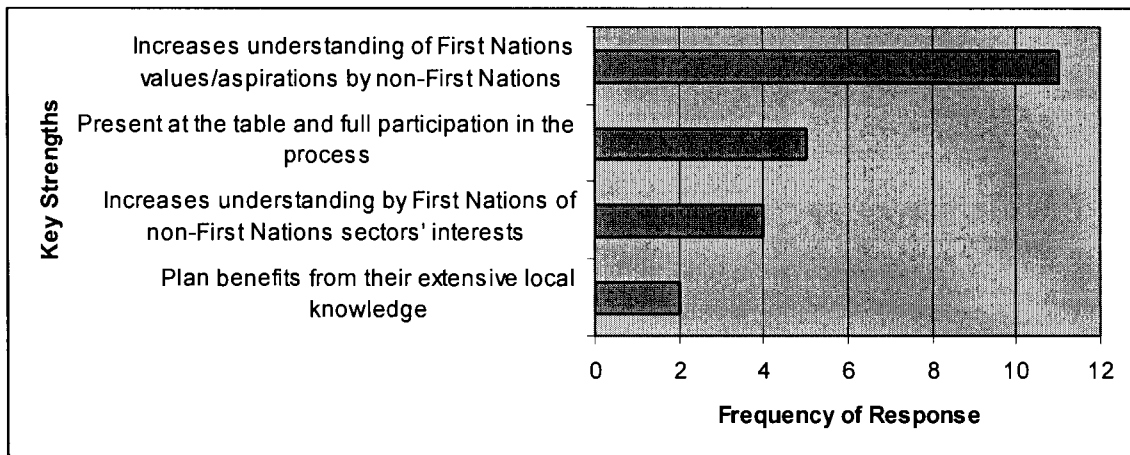 Increases understanding of First Nations
values/aspirations by non-First Nations
Present at the table and full participation in the
process
Increases understanding by First Nations of
non-First Nations sectors' interests
Plan benefits from their extensive local
knowledge
Key Strengths
0 2 4 6 8 10 12
Frequency of Response